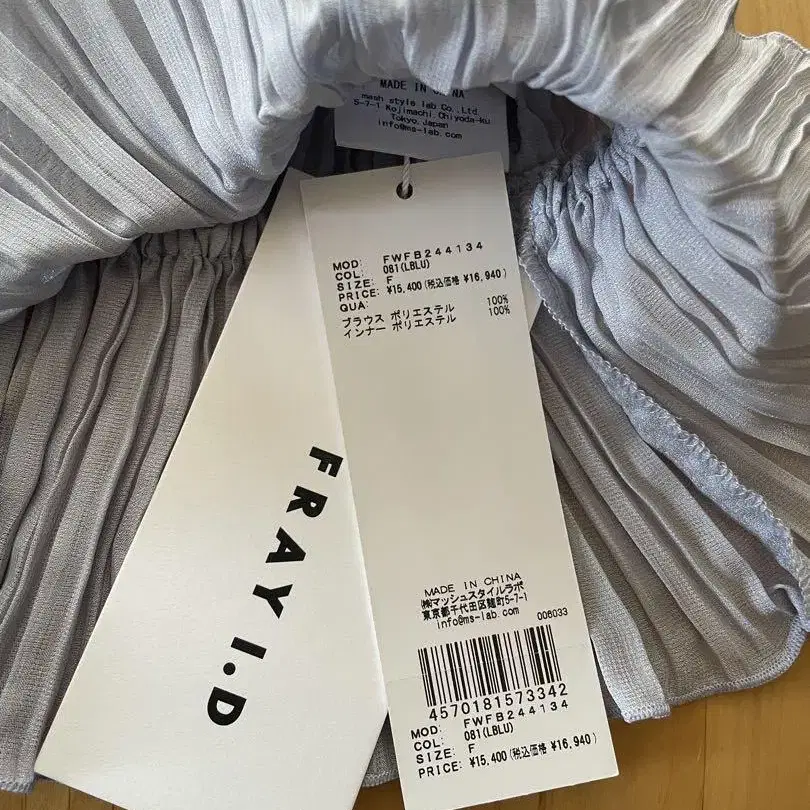 MADE IN CHINA
mash style lab Co.,Ltd.
5-7-1 Kojimachi.Chiyoda-ku
Tokyo.Japan
info@ms-lab.com
MOD: FWFB244134
COL: 081(LBLU)
SIZE: F
PRICE: ¥15,400(税込価格 ¥16,940)
QUA:
ブラウス ポリエステル 100%
インナー ポリエステル 100%
FRAY I.D
MADE IN CHINA
㈱マッシュスタイルラボ
東京都千代田区麹町5-7-1
info@ms-lab.com 006033
4570181573342
MOD: FWFB244134
COL: 081(LBLU)
SIZE: F
PRICE: ¥15,400(税込価格 ¥16,940)